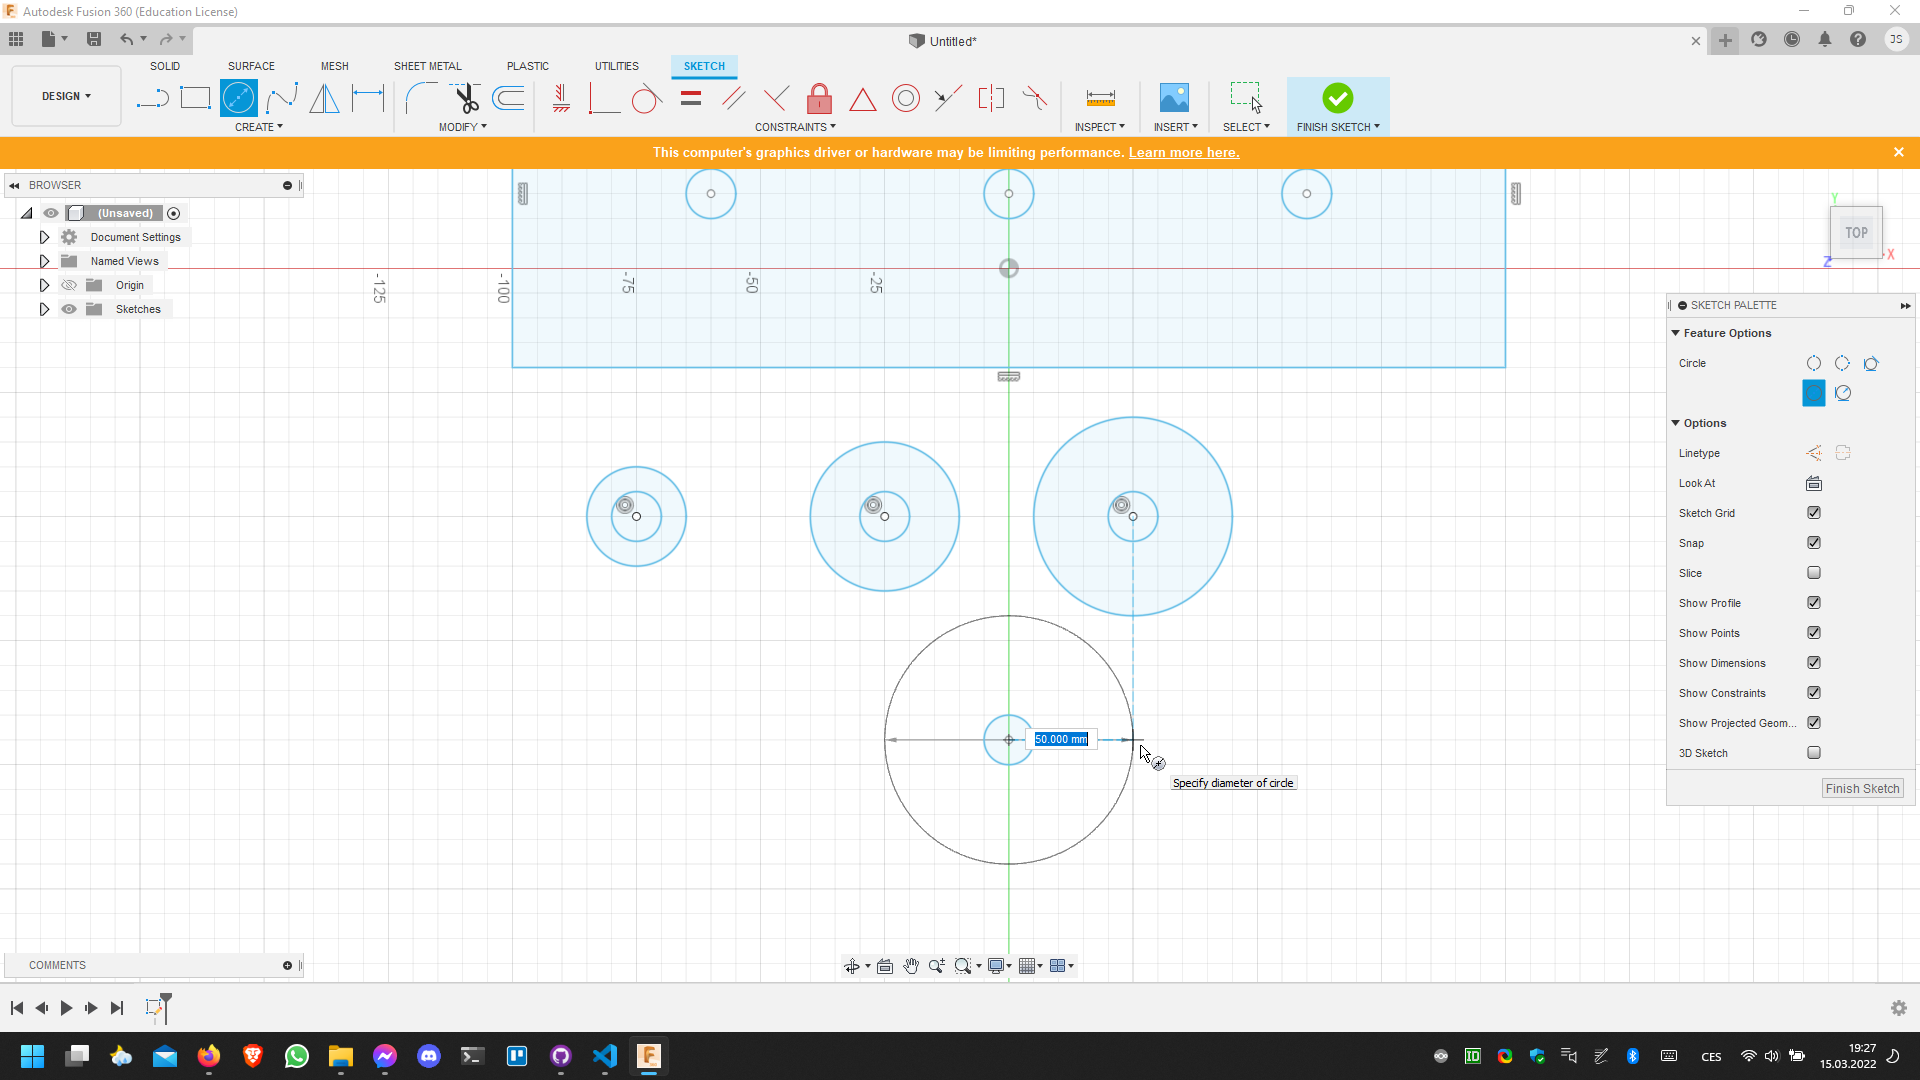 Autodesk Fusion 360 (Education License)
Untitled*
JS
SOLID
SURFACE
MESH
SHEET METAL
PLASTIC
UTILITIES
SKETCH
DESIGN
CREATE
MODIFY
CONSTRAINTS
INSPECT
INSERT
SELECT
FINISH SKETCH
This computer's graphics driver or hardware may be limiting performance. Learn more here.
BROWSER
(Unsaved)
Document Settings
Named Views
Origin
Sketches
-125
-100
-75
-50
-25
Y
TOP
X
Z
SKETCH PALETTE
Feature Options
Circle
Options
Linetype
Look At
Sketch Grid
Snap
Slice
Show Profile
Show Points
Show Dimensions
Show Constraints
Show Projected Geom...
3D Sketch
Finish Sketch
50.000 mm
Specify diameter of circle
COMMENTS
ID
CES
19:27
15.03.2022